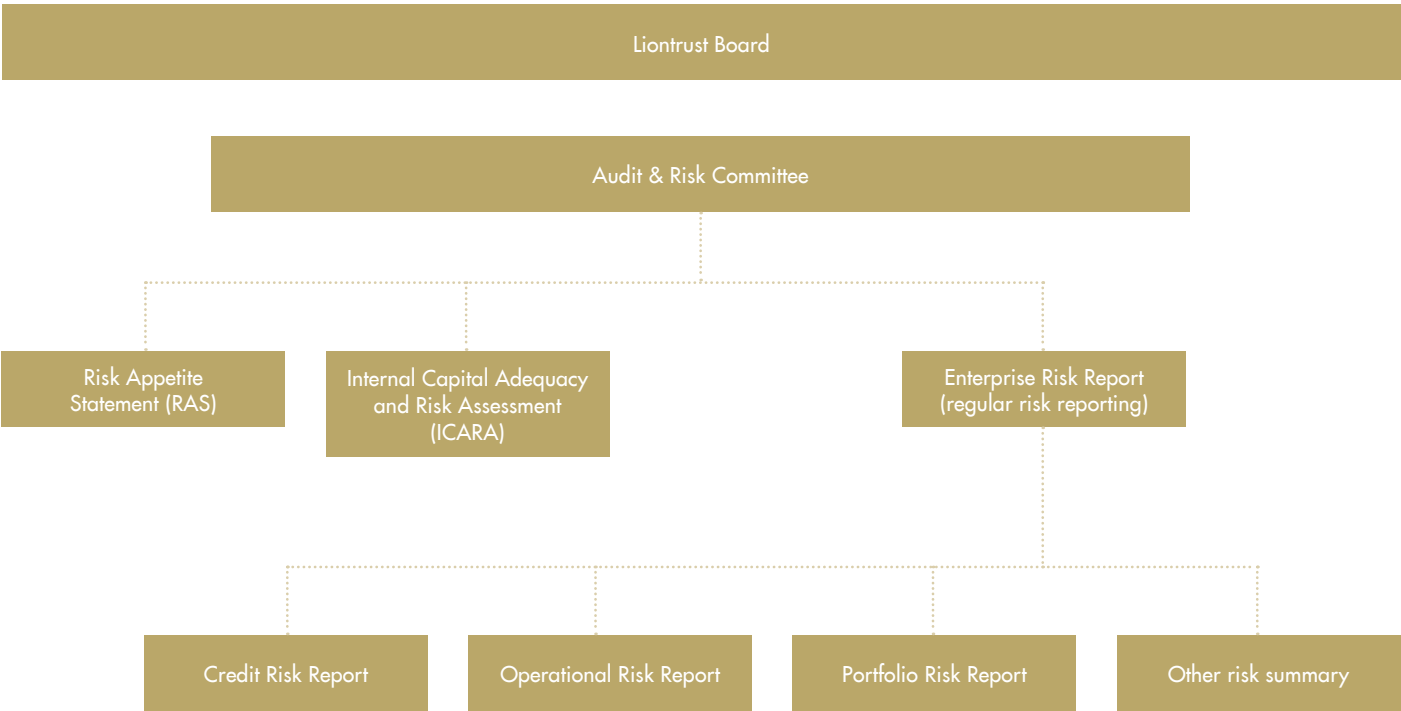 Liontrust Board
Audit & Risk Committee
Risk Appetite
Statement (RAS)
Internal Capital Adequacy
and Risk Assessment
(ICARA)
Enterprise Risk Report
(regular risk reporting)
Credit Risk Report
Operational Risk Report
Portfolio Risk Report
Other risk summary